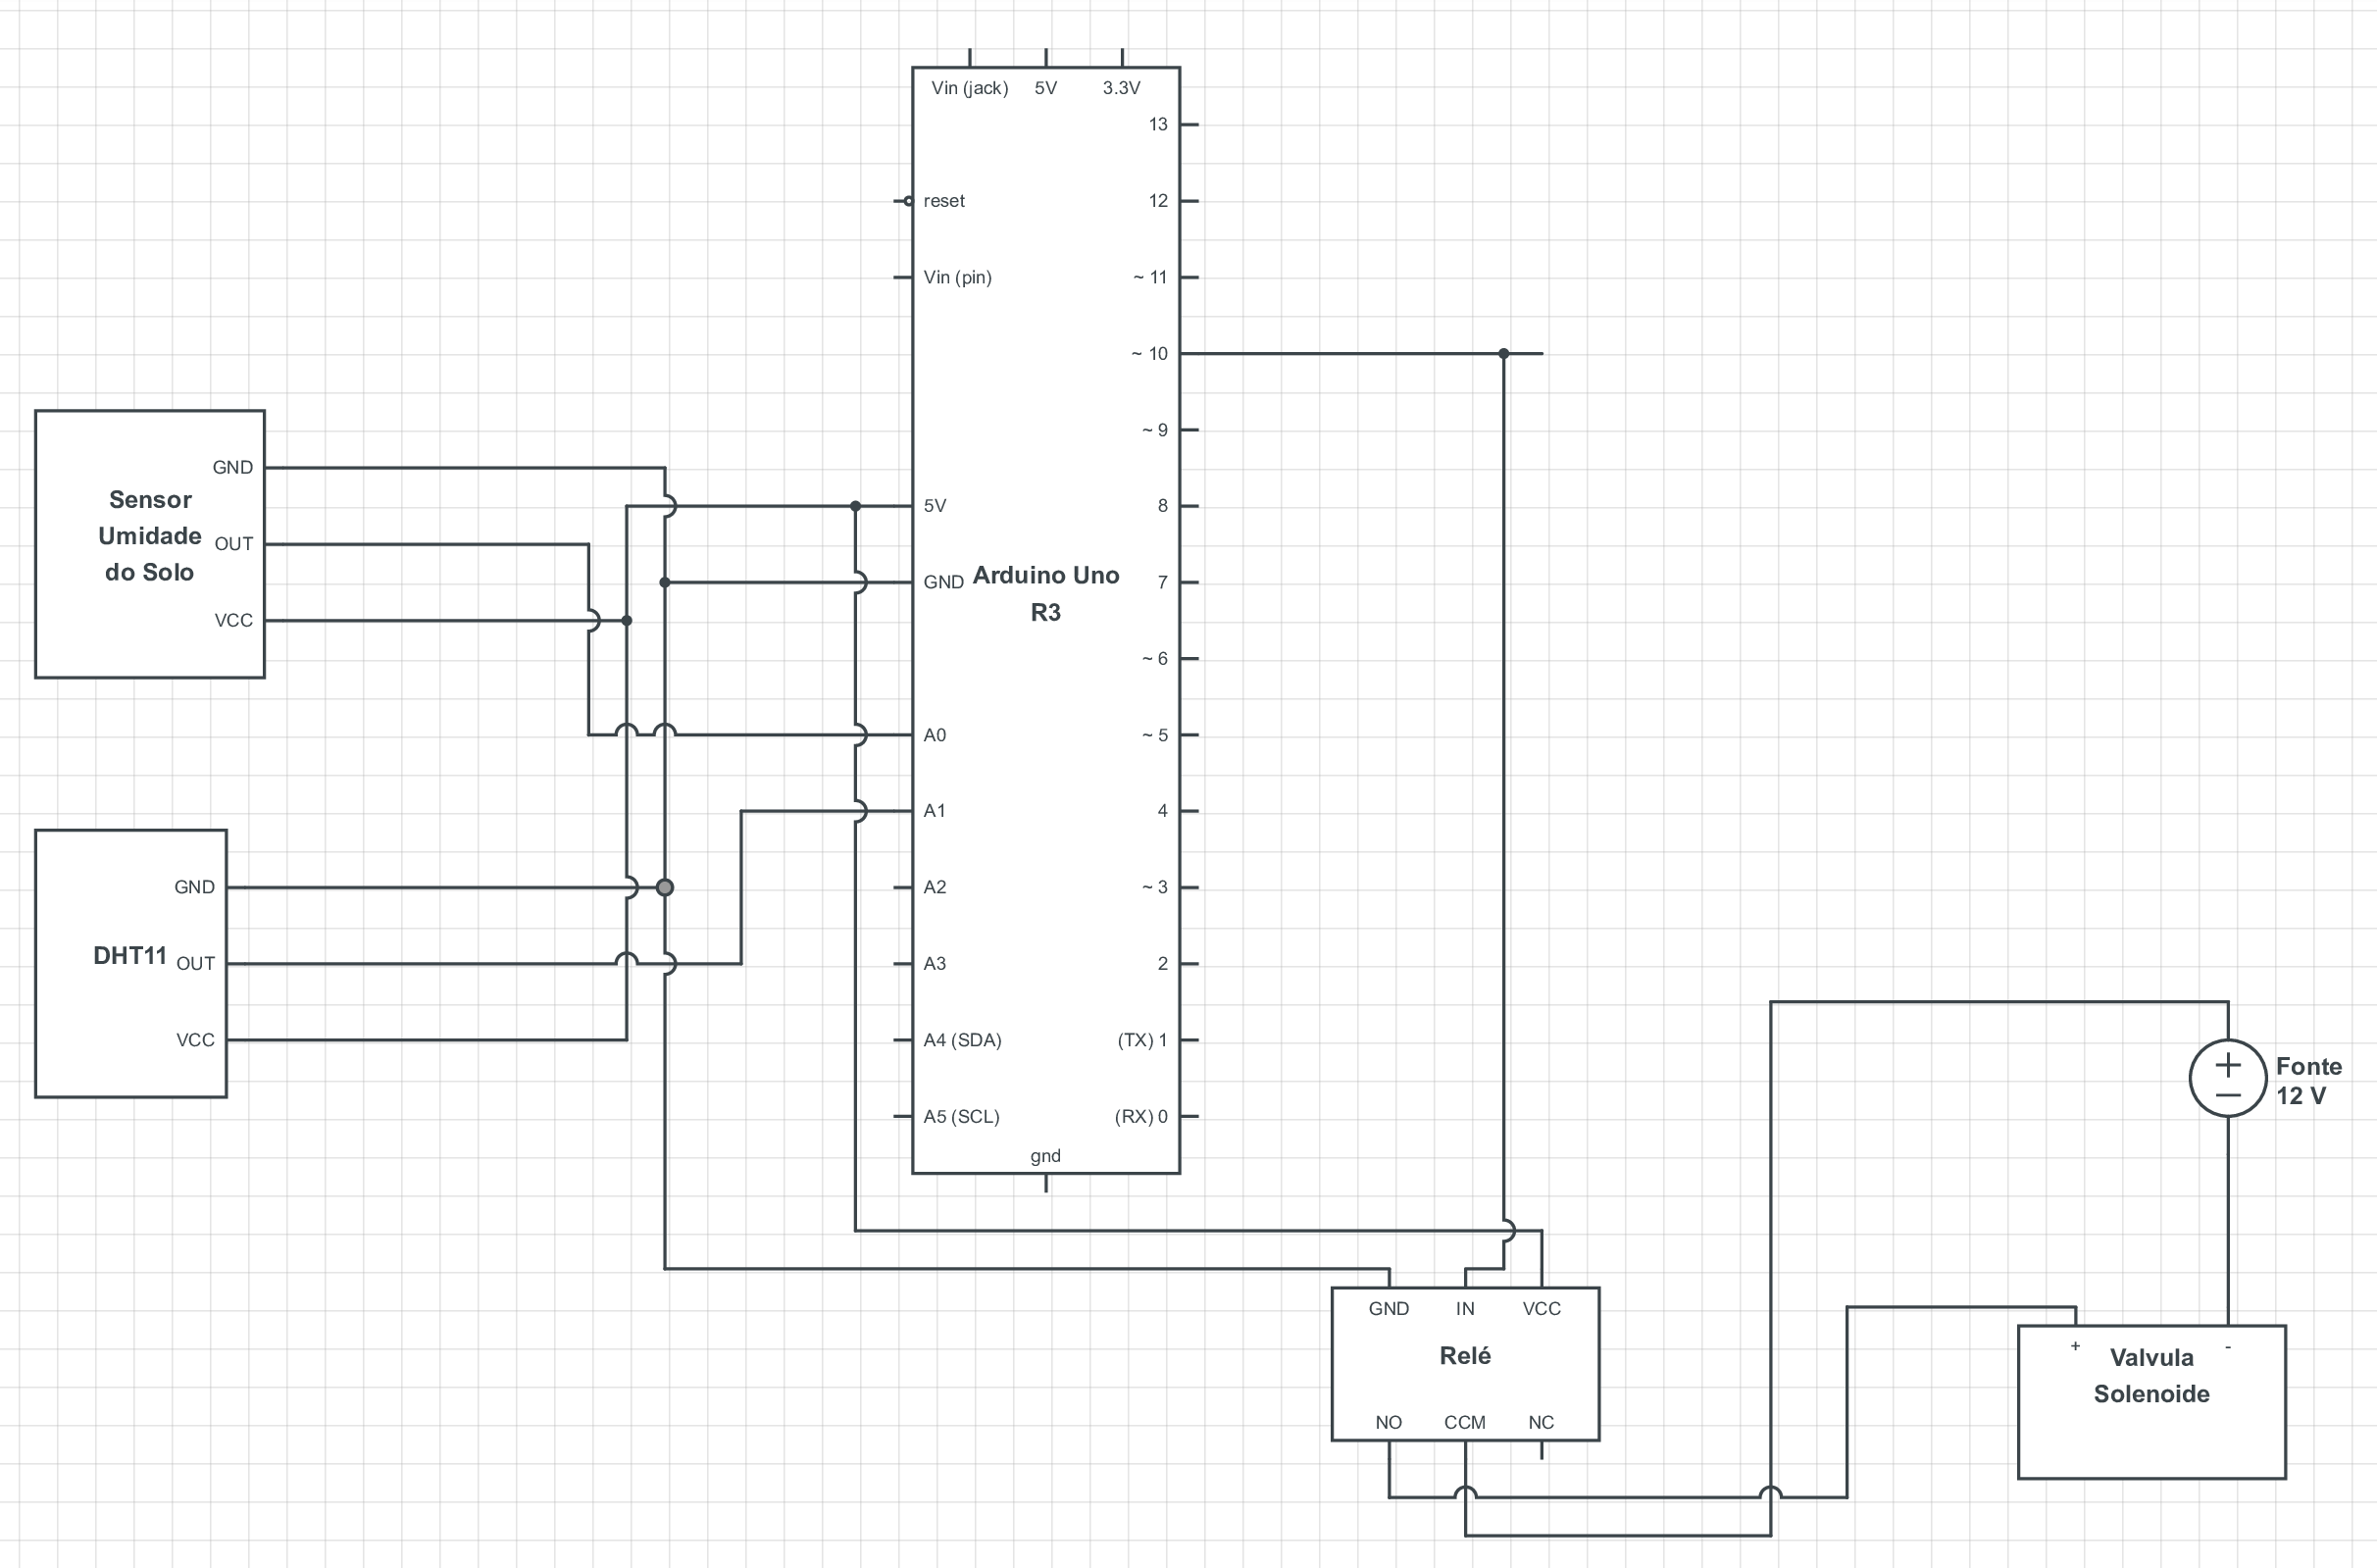 Vin (jack) 5V 3.3V
13
reset
12
Vin (pin)
~ 11
~ 10
~ 9
5V
8
GND
7
Arduino Uno
R3
~ 6
A0
~ 5
A1
4
A2
~ 3
A3
2
A4 (SDA)
(TX) 1
A5 (SCL)
(RX) 0
gnd
GND
Sensor
Umidade
do Solo
OUT
VCC
GND
DHT11
OUT
VCC
GND IN VCC
Relé
NO CCM NC
+
−
Fonte
12 V
+ -
Valvula
Solenoide